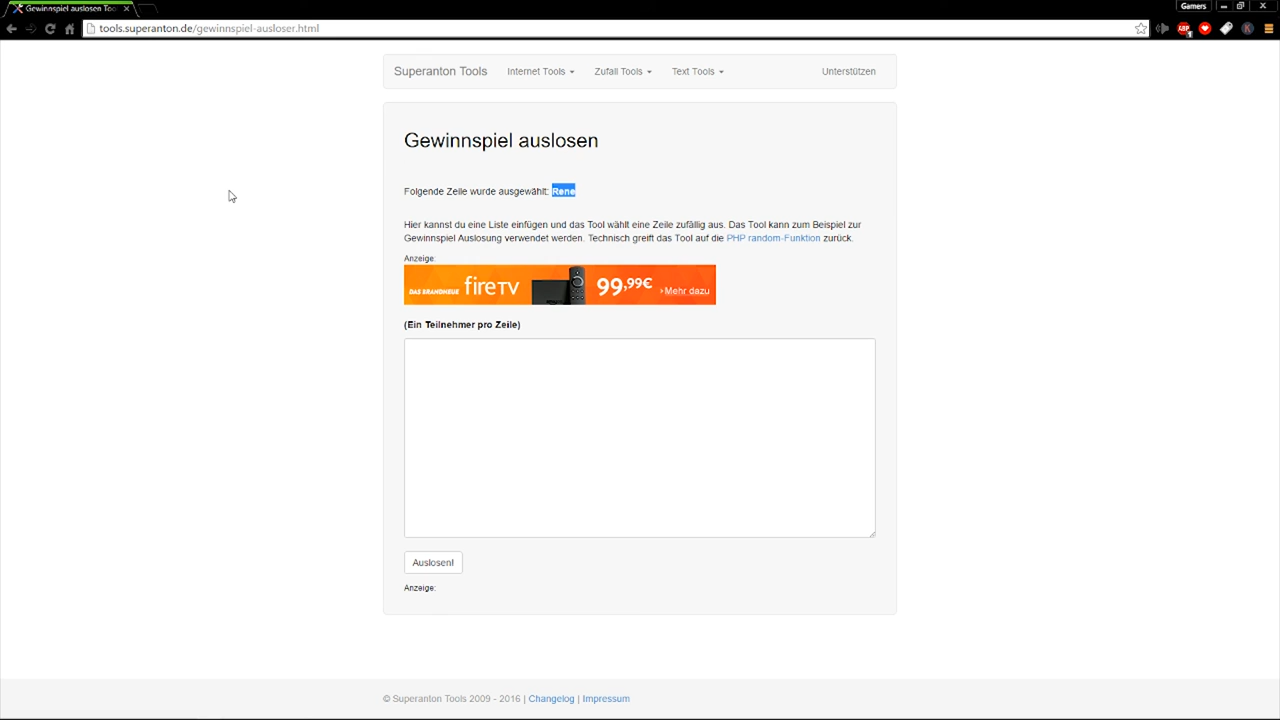 Gewinnspiel auslosen Too
Gamers
tools.superanton.de/gewinnspiel-ausloser.html
Superanton Tools Internet Tools Zufall Tools Text Tools Unterstützen
Gewinnspiel auslosen
Folgende Zeile wurde ausgewählt: Rene
Hier kannst du eine Liste einfügen und das Tool wählt eine Zeile zufällig aus. Das Tool kann zum Beispiel zur
Gewinnspiel Auslosung verwendet werden. Technisch greift das Tool auf die PHP random-Funktion zurück.
Anzeige:
DAS BRANDNEUE fireTV 99,99€ Mehr dazu
(Ein Teilnehmer pro Zeile)
Auslosen!
Anzeige:
© Superanton Tools 2009 - 2016 | Changelog | Impressum